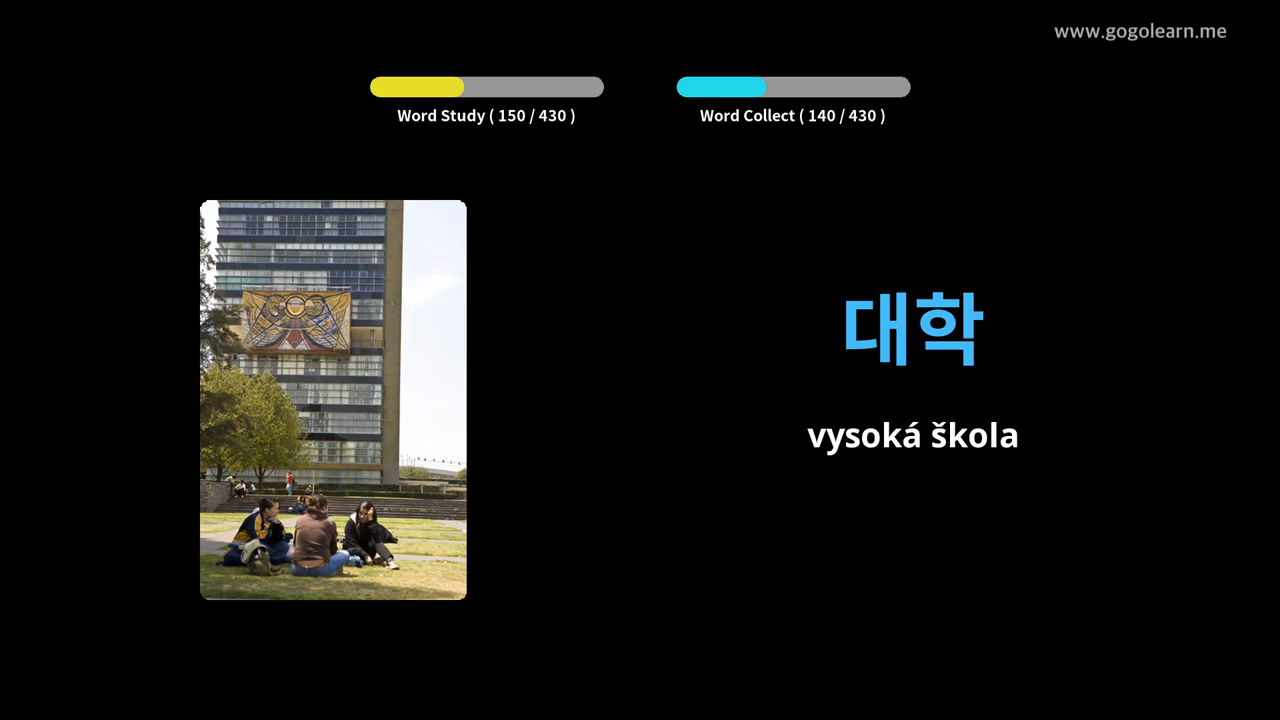 www.gogolearn.me
Word Study ( 150 / 430 )
Word Collect ( 140 / 430 )
대학
vysoká škola